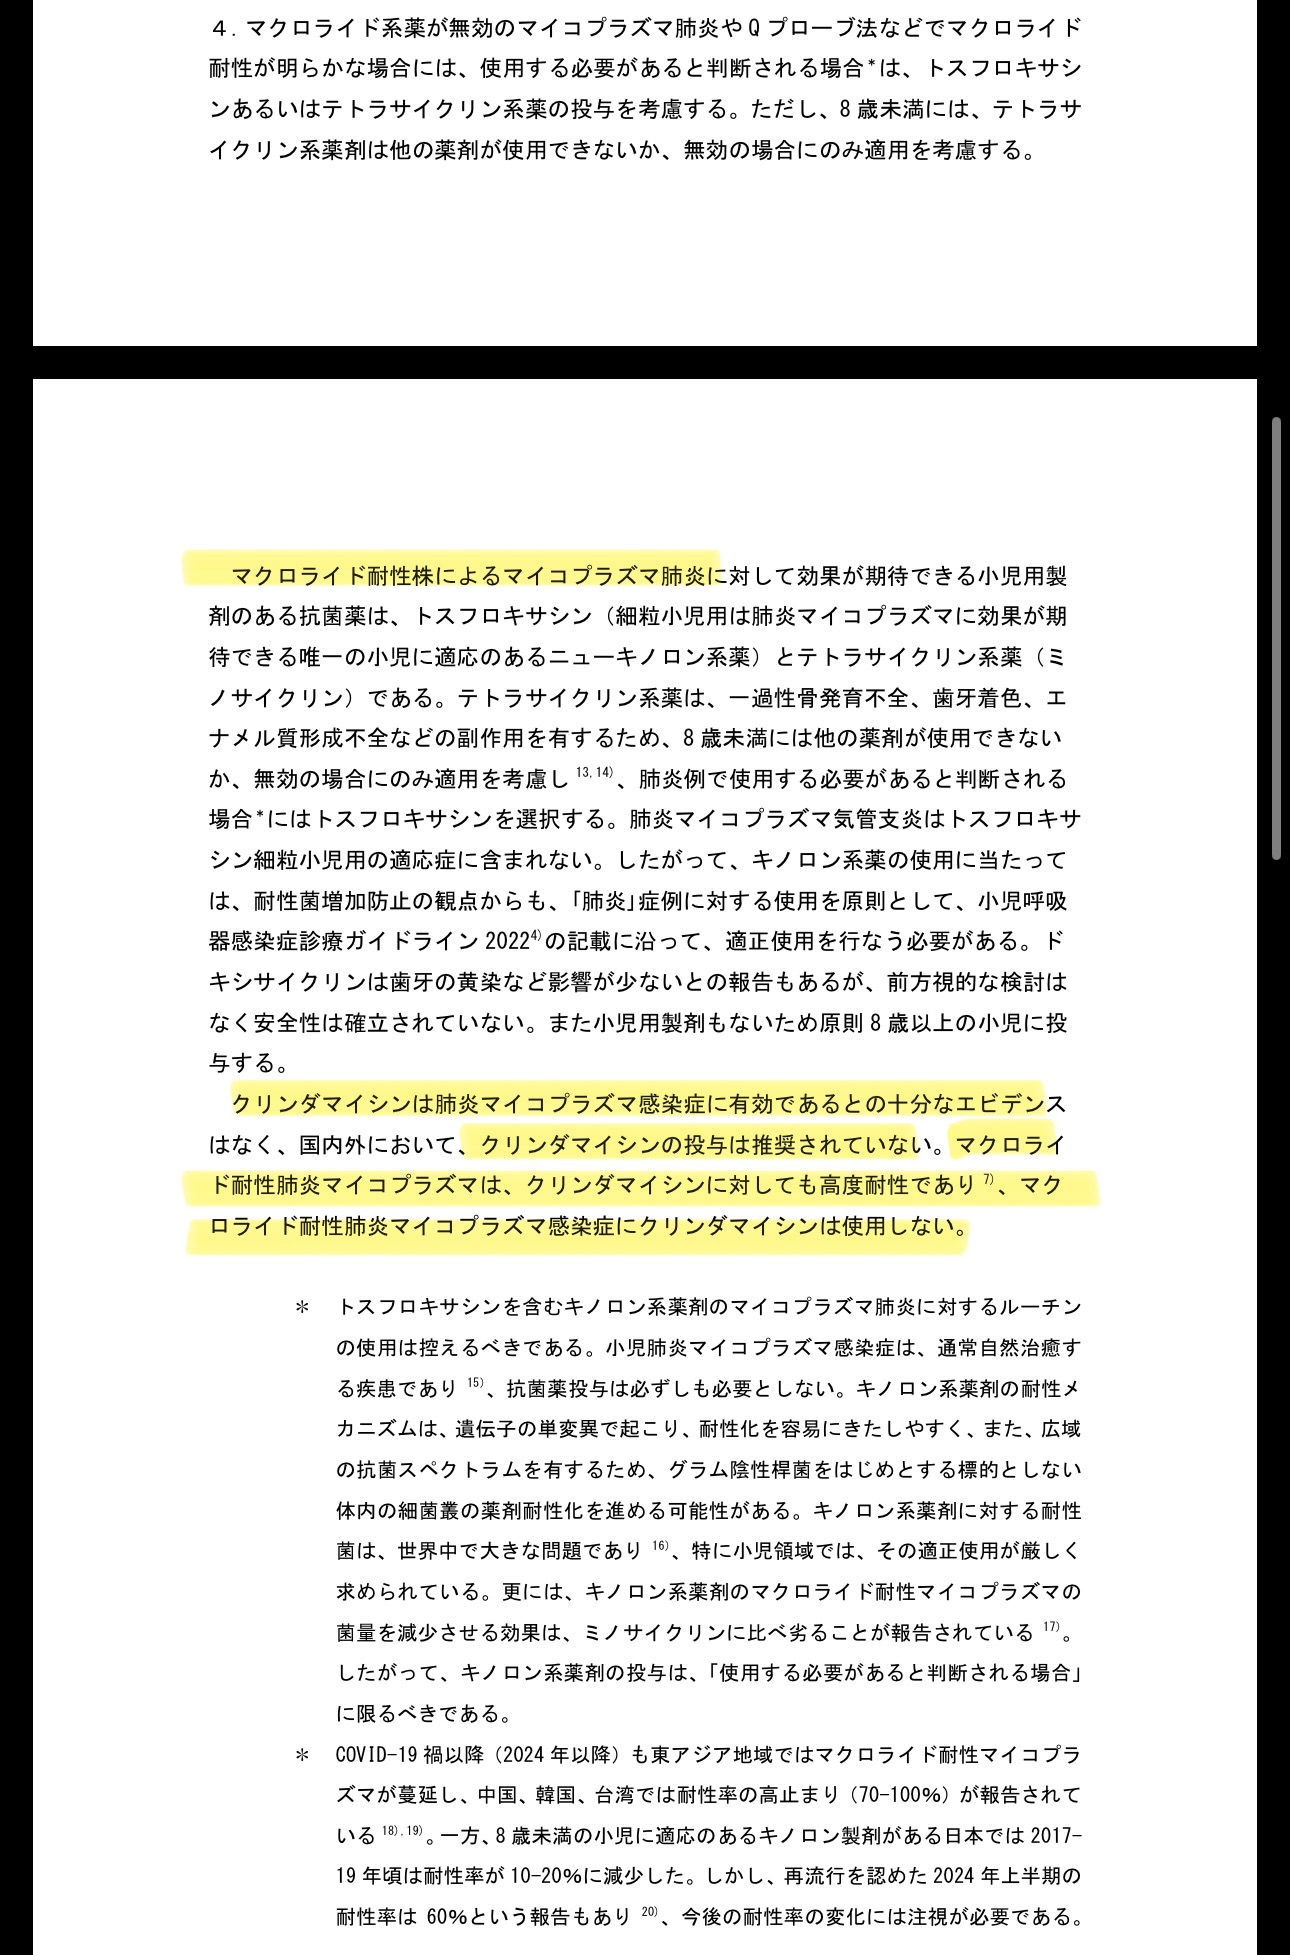 ４．マクロライド系薬が無効のマイコプラズマ肺炎や Q プローブ法などでマクロライド
耐性が明らかな場合には、使用する必要があると判断される場合*は、トスフロキサシ
ンあるいはテトラサイクリン系薬の投与を考慮する。ただし、8 歳未満には、テトラサ
イクリン系薬剤は他の薬剤が使用できないか、無効の場合にのみ適用を考慮する。
マクロライド耐性株によるマイコプラズマ肺炎に対して効果が期待できる小児用製
剤のある抗菌薬は、トスフロキサシン（細粒小児用は肺炎マイコプラズマに効果が期
待できる唯一の小児に適応のあるニューキノロン系薬）とテトラサイクリン系薬（ミ
ノサイクリン）である。テトラサイクリン系薬は、一過性骨発育不全、歯牙着色、エ
ナメル質形成不全などの副作用を有するため、8 歳未満には他の薬剤が使用できない
か、無効の場合にのみ適用を考慮し 13,14)、肺炎例で使用する必要があると判断される
場合*にはトスフロキサシンを選択する。肺炎マイコプラズマ気管支炎はトスフロキサ
シン細粒小児用の適応症に含まれない。したがって、キノロン系薬の使用に当たって
は、耐性菌増加防止の観点からも、「肺炎」症例に対する使用を原則として、小児呼吸
器感染症診療ガイドライン 20224)の記載に沿って、適正使用を行なう必要がある。ド
キシサイクリンは歯牙の黄染など影響が少ないとの報告もあるが、前方視的な検討は
なく安全性は確立されていない。また小児用製剤もないため原則 8 歳以上の小児に投
与する。
クリンダマイシンは肺炎マイコプラズマ感染症に有効であるとの十分なエビデンス
はなく、国内外において、クリンダマイシンの投与は推奨されていない。マクロライ
ド耐性肺炎マイコプラズマは、クリンダマイシンに対しても高度耐性であり 7)、マク
ロライド耐性肺炎マイコプラズマ感染症にクリンダマイシンは使用しない。
＊ トスフロキサシンを含むキノロン系薬剤のマイコプラズマ肺炎に対するルーチン
の使用は控えるべきである。小児肺炎マイコプラズマ感染症は、通常自然治癒す
る疾患であり 15)、抗菌薬投与は必ずしも必要としない。キノロン系薬剤の耐性メ
カニズムは、遺伝子の単変異で起こり、耐性化を容易にきたしやすく、また、広域
の抗菌スペクトラムを有するため、グラム陰性桿菌をはじめとする標的としない
体内の細菌叢の薬剤耐性化を進める可能性がある。キノロン系薬剤に対する耐性
菌は、世界中で大きな問題であり 16)、特に小児領域では、その適正使用が厳しく
求められている。更には、キノロン系薬剤のマクロライド耐性マイコプラズマの
菌量を減少させる効果は、ミノサイクリンに比べ劣ることが報告されている 17)。
したがって、キノロン系薬剤の投与は、「使用する必要があると判断される場合」
に限るべきである。
＊ COVID-19 禍以降（2024 年以降）も東アジア地域ではマクロライド耐性マイコプラ
ズマが蔓延し、中国、韓国、台湾では耐性率の高止まり（70-100%）が報告されて
いる 18),19)。一方、8 歳未満の小児に適応のあるキノロン製剤がある日本では 2017-
19 年頃は耐性率が 10-20%に減少した。しかし、再流行を認めた 2024 年上半期の
耐性率は 60%という報告もあり 20)、今後の耐性率の変化には注視が必要である。